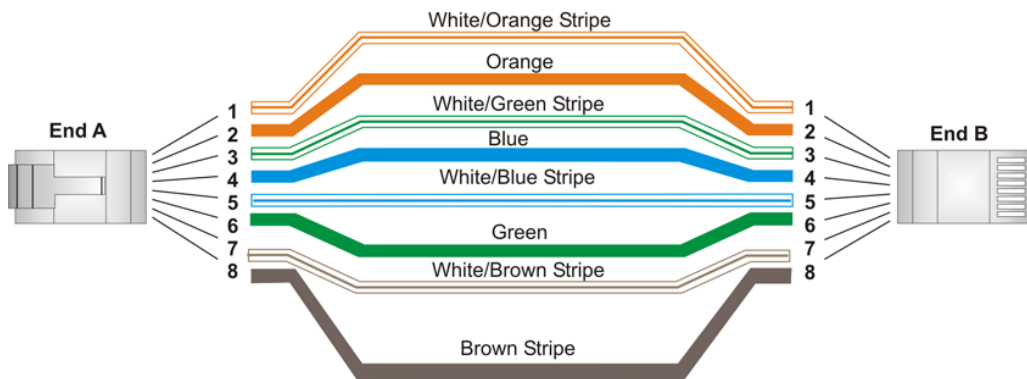 White/Orange Stripe
Orange
1 White/Green Stripe 1
End A 2 2 End B
3 Blue 3
4 White/Blue Stripe 4
5 5
6 Green 6
7 White/Brown Stripe 7
8 8
Brown Stripe